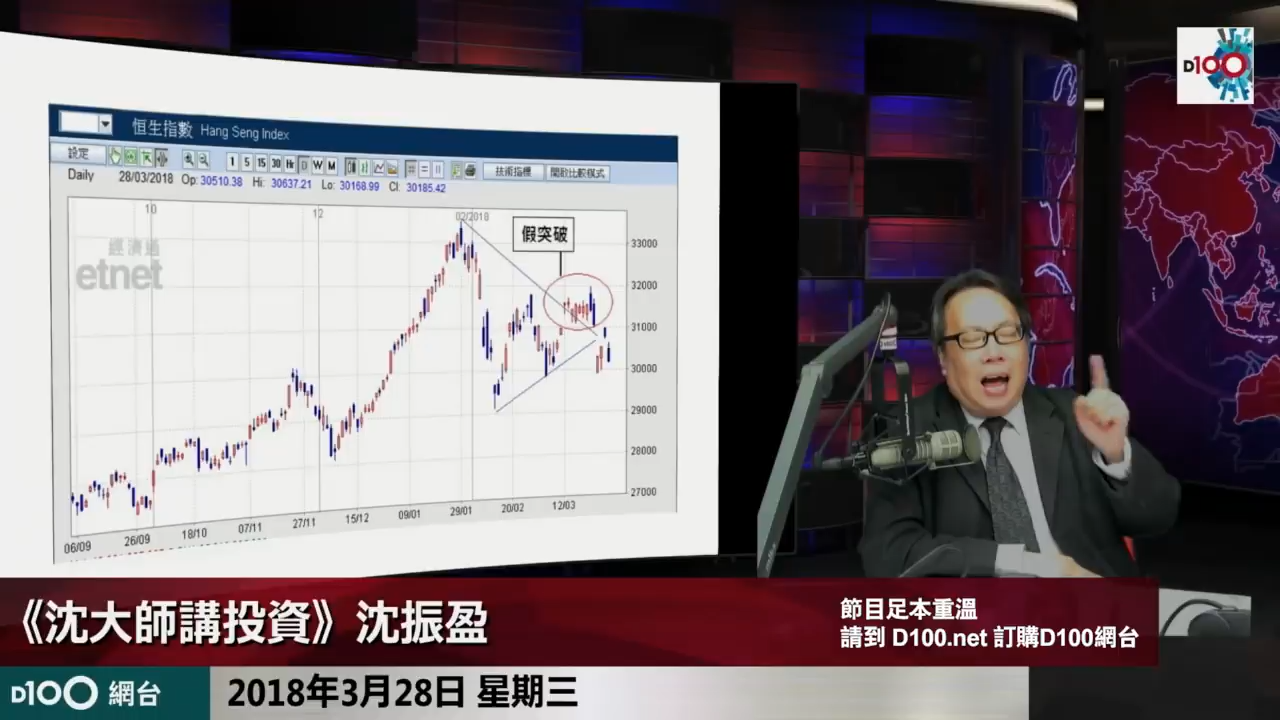 D100
恒生指數 Hang Seng Index
設定
1 5 15 30 Hr D W M
技術指標
開啟比較模式
Daily 28/03/2018 Op: 30510.38 Hi: 30637.21 Lo: 30168.99 Cl: 30185.42
10 12 02/2018
經濟通
etnet
假突破
33000
32000
31000
30000
29000
28000
27000
06/09 26/09 18/10 07/11 27/11 15/12 09/01 29/01 20/02 12/03
《沈大師講投資》沈振盈
節目足本重溫
請到 D100.net 訂購D100網台
D100 網台
2018年3月28日 星期三